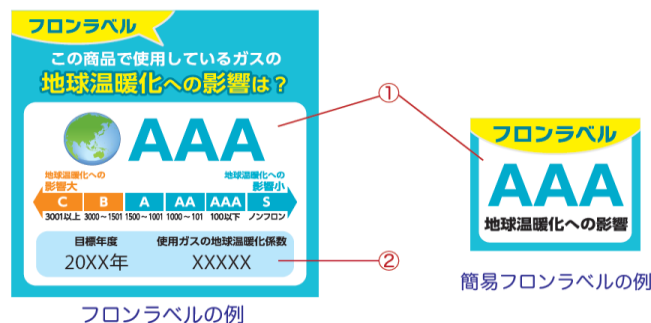 フロンラベル
この商品で使用しているガスの
地球温暖化への影響は？
AAA
地球温暖化への
影響大
地球温暖化への
影響小
C B A AA AAA S
3001以上 3000～1501 1500～1001 1000～101 100以下 ノンフロン
目標年度 使用ガスの地球温暖化係数
20XX年 XXXXX
フロンラベルの例
①
②
フロンラベル
AAA
地球温暖化への影響
簡易フロンラベルの例